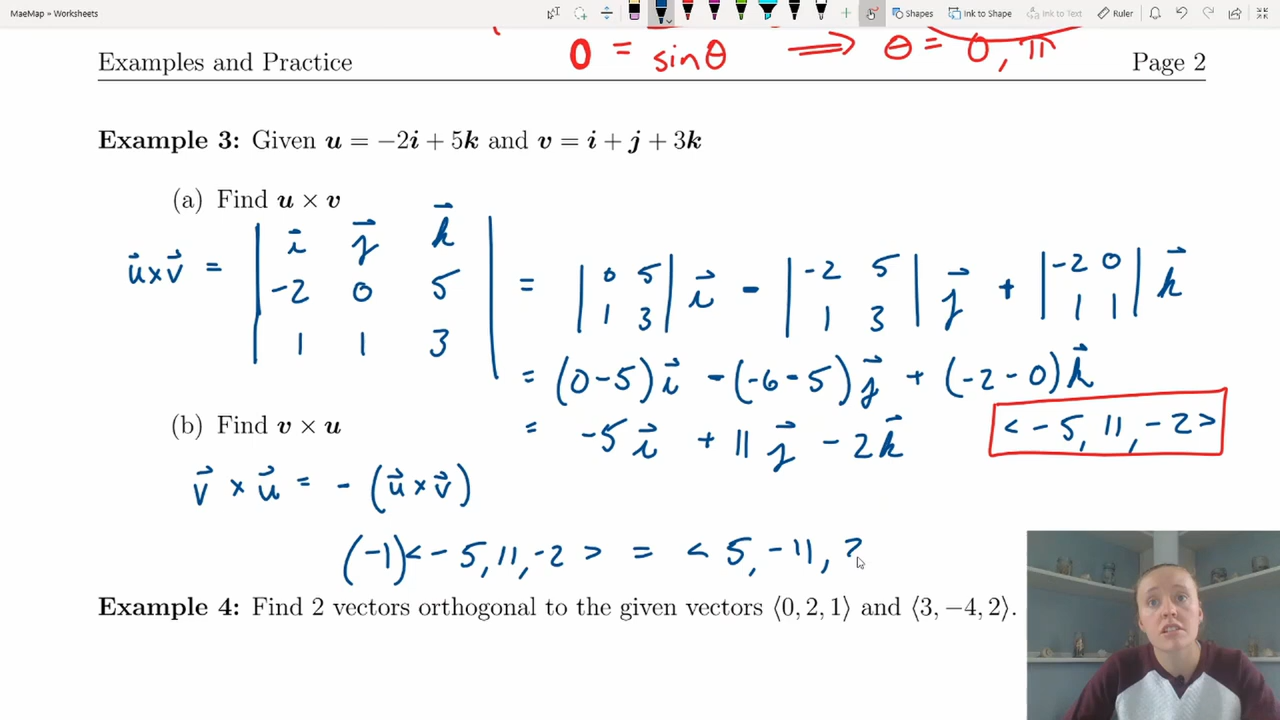 MaeMap » Worksheets
Shapes Ink to Shape Ink to Text Ruler
0 = sinθ ⟹ θ = 0, π
Examples and Practice Page 2
Example 3: Given u = −2i + 5k and v = i + j + 3k
(a) Find u × v
u⃗ x v⃗ = | i⃗ j⃗ k⃗ |
| -2 0 5 |
| 1 1 3 |
= | 0 5 | i⃗ - | -2 5 | j⃗ + | -2 0 | k⃗
| 1 3 | | 1 3 | | 1 1 |
= (0-5)i⃗ -(-6-5)j⃗ + (-2-0)k⃗
= -5i⃗ + 11j⃗ - 2k⃗ < -5, 11, -2 >
(b) Find v × u
v⃗ x u⃗ = - (u⃗ x v⃗)
(-1)< -5, 11, -2 > = < 5, -11, 2
Example 4: Find 2 vectors orthogonal to the given vectors ⟨0, 2, 1⟩ and ⟨3, −4, 2⟩.